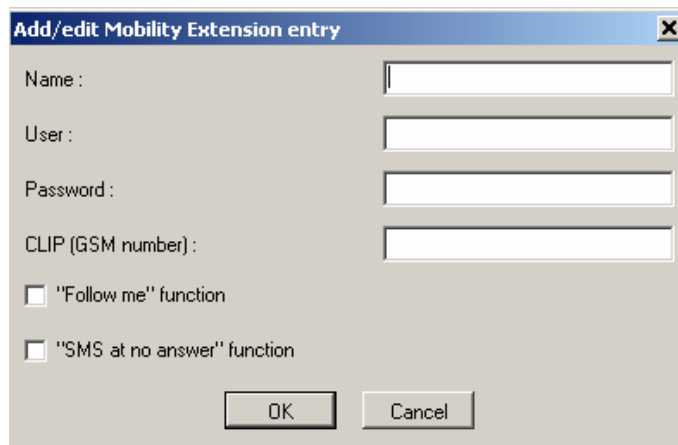 Add/edit Mobility Extension entry
Name :
User :
Password :
CLIP (GSM number) :
"Follow me" function
"SMS at no answer" function
OK Cancel